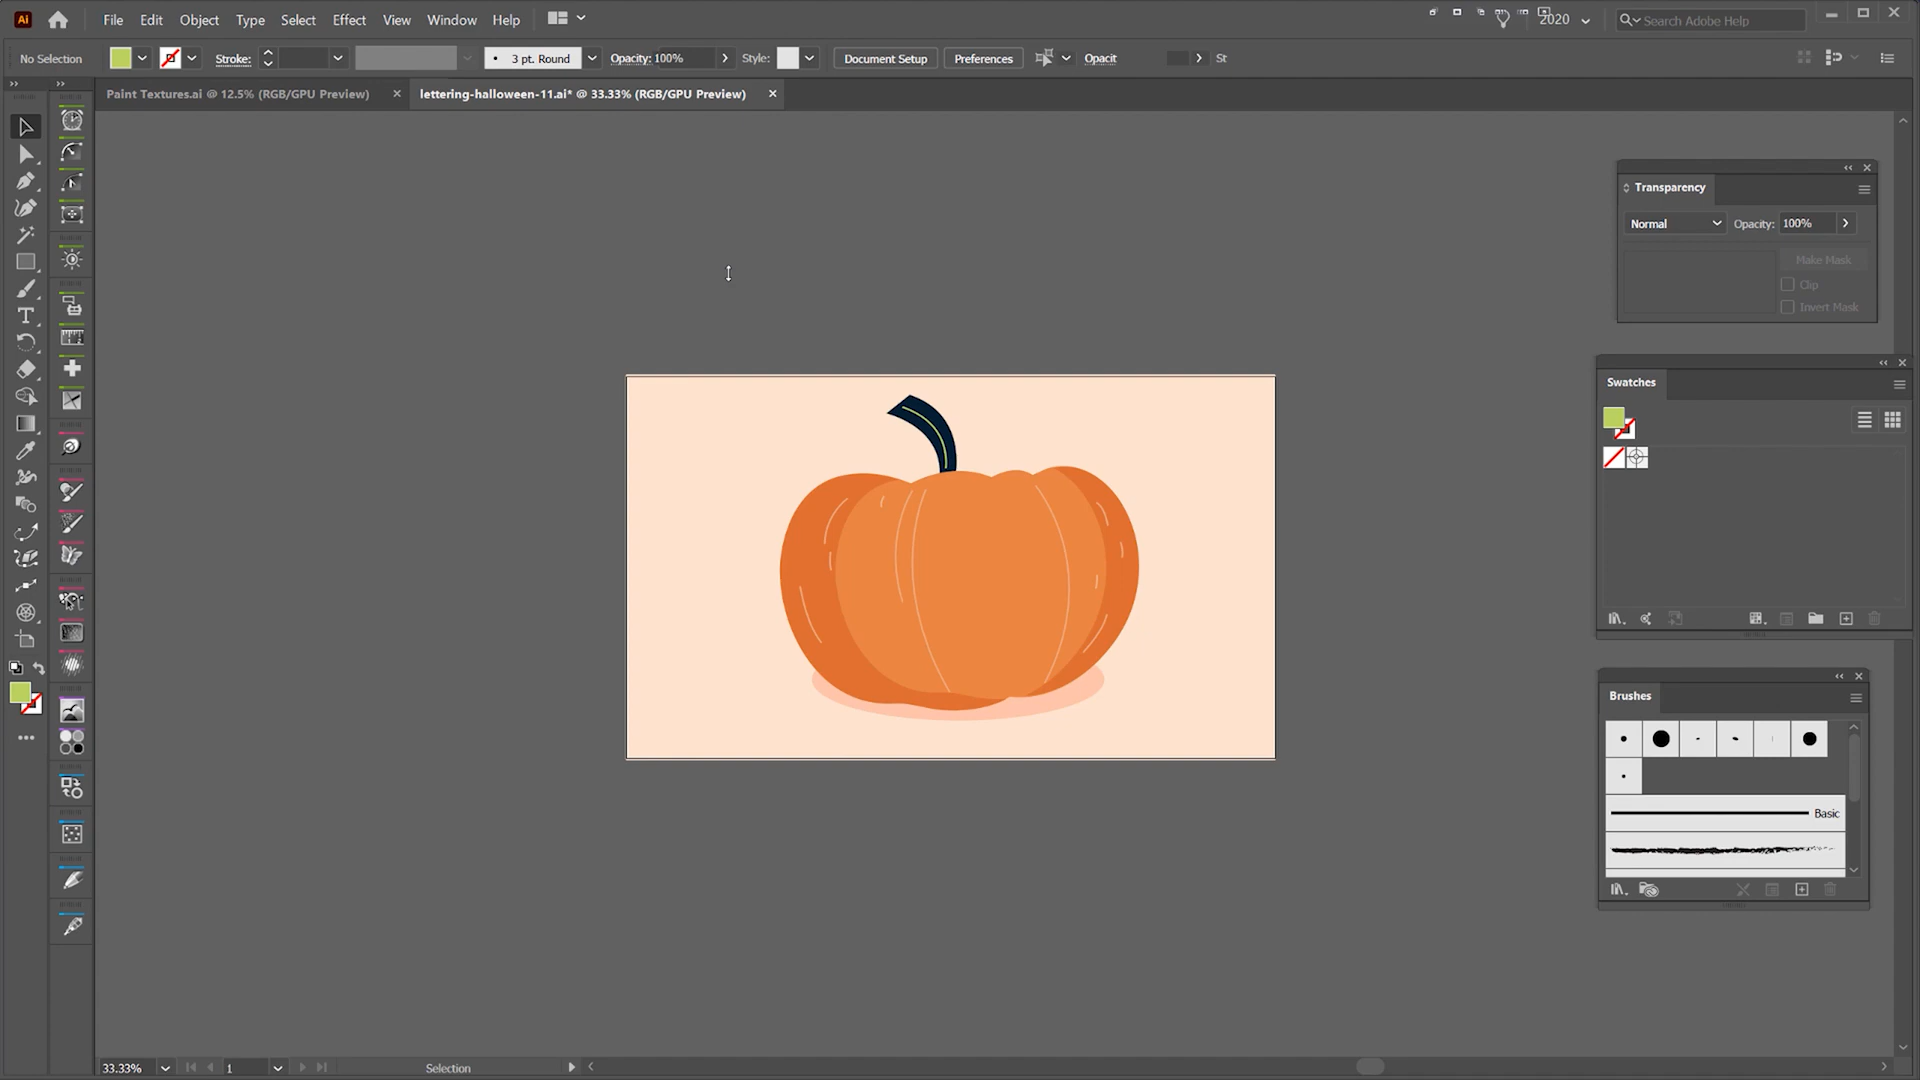 Ai File Edit Object Type Select Effect View Window Help 2020 Search Adobe Help
No Selection Stroke: 3 pt. Round Opacity: 100% Style: Document Setup Preferences Opacit St
Paint Textures.ai @ 12.5% (RGB/GPU Preview) lettering-halloween-11.ai* @ 33.33% (RGB/GPU Preview)
Transparency
Normal Opacity: 100%
Make Mask
Clip
Invert Mask
Swatches
Brushes
Basic
33.33% 1 Selection